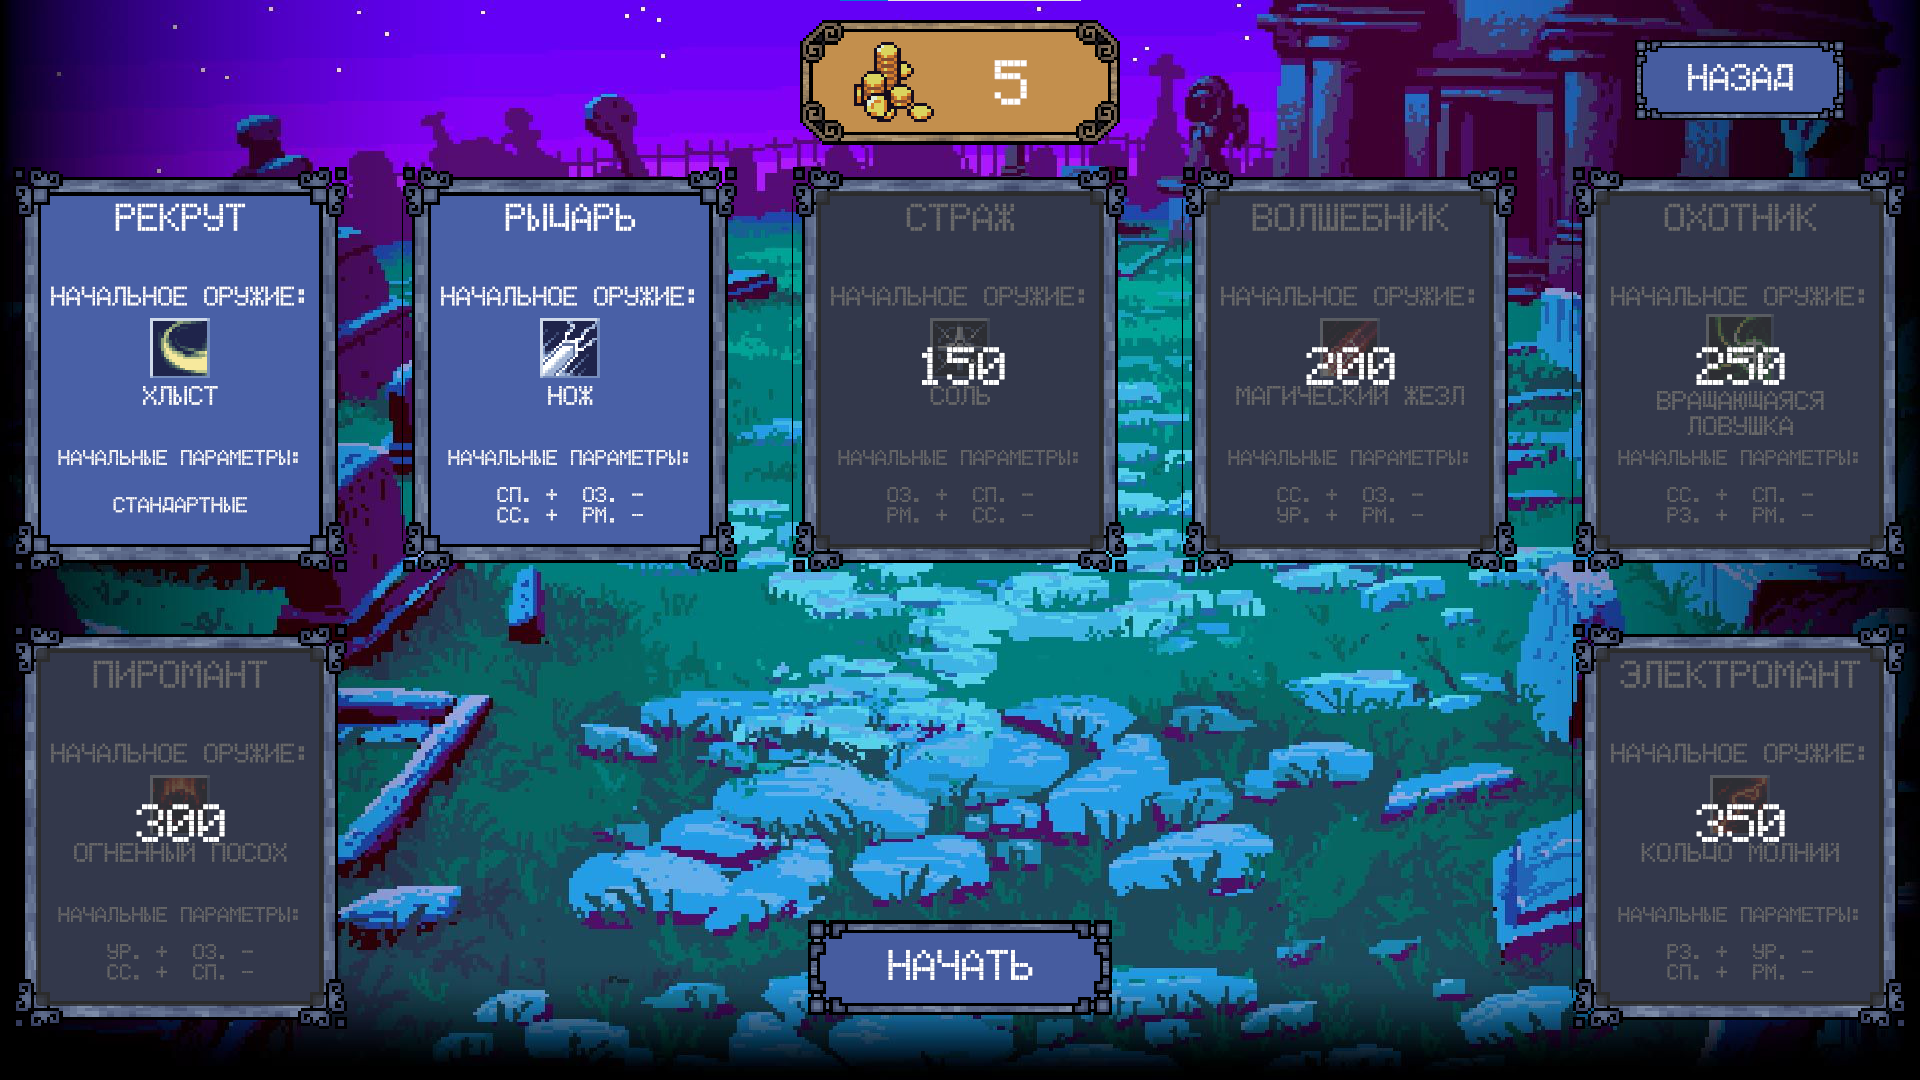 5
НАЗАД
РЕКРУТ
НАЧАЛЬНОЕ ОРУЖИЕ:
ХЛЫСТ
НАЧАЛЬНЫЕ ПАРАМЕТРЫ:
СТАНДАРТНЫЕ
РЫЦАРЬ
НАЧАЛЬНОЕ ОРУЖИЕ:
НОЖ
НАЧАЛЬНЫЕ ПАРАМЕТРЫ:
СП. + ОЗ. -
СС. + РМ. -
СТРАЖ
НАЧАЛЬНОЕ ОРУЖИЕ:
150
СОЛЬ
НАЧАЛЬНЫЕ ПАРАМЕТРЫ:
ОЗ. + СП. -
РМ. + СС. -
ВОЛШЕБНИК
НАЧАЛЬНОЕ ОРУЖИЕ:
200
МАГИЧЕСКИЙ ЖЕЗЛ
НАЧАЛЬНЫЕ ПАРАМЕТРЫ:
СС. + ОЗ. -
УР. + РМ. -
ОХОТНИК
НАЧАЛЬНОЕ ОРУЖИЕ:
250
ВРАЩАЮЩАЯСЯ
ЛОВУШКА
НАЧАЛЬНЫЕ ПАРАМЕТРЫ:
СС. + СП. -
РЗ. + РМ. -
ПИРОМАНТ
НАЧАЛЬНОЕ ОРУЖИЕ:
300
ОГНЕННЫЙ ПОСОХ
НАЧАЛЬНЫЕ ПАРАМЕТРЫ:
УР. + ОЗ. -
СС. + СП. -
ЭЛЕКТРОМАНТ
НАЧАЛЬНОЕ ОРУЖИЕ:
350
КОЛЬЦО МОЛНИЙ
НАЧАЛЬНЫЕ ПАРАМЕТРЫ:
РЗ. + УР. -
СП. + РМ. -
НАЧАТЬ